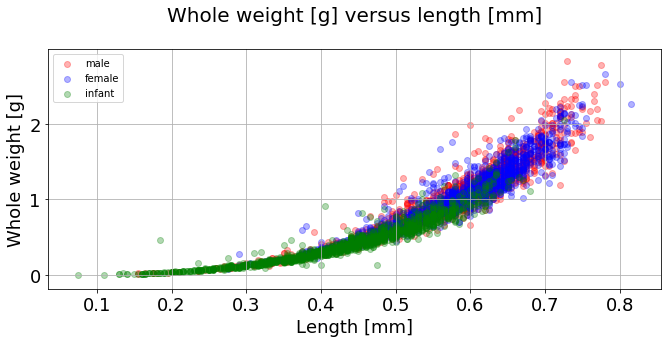 Whole weight [g] versus length [mm]
male
female
infant
Whole weight [g]
2
1
0
0.1 0.2 0.3 0.4 0.5 0.6 0.7 0.8
Length [mm]